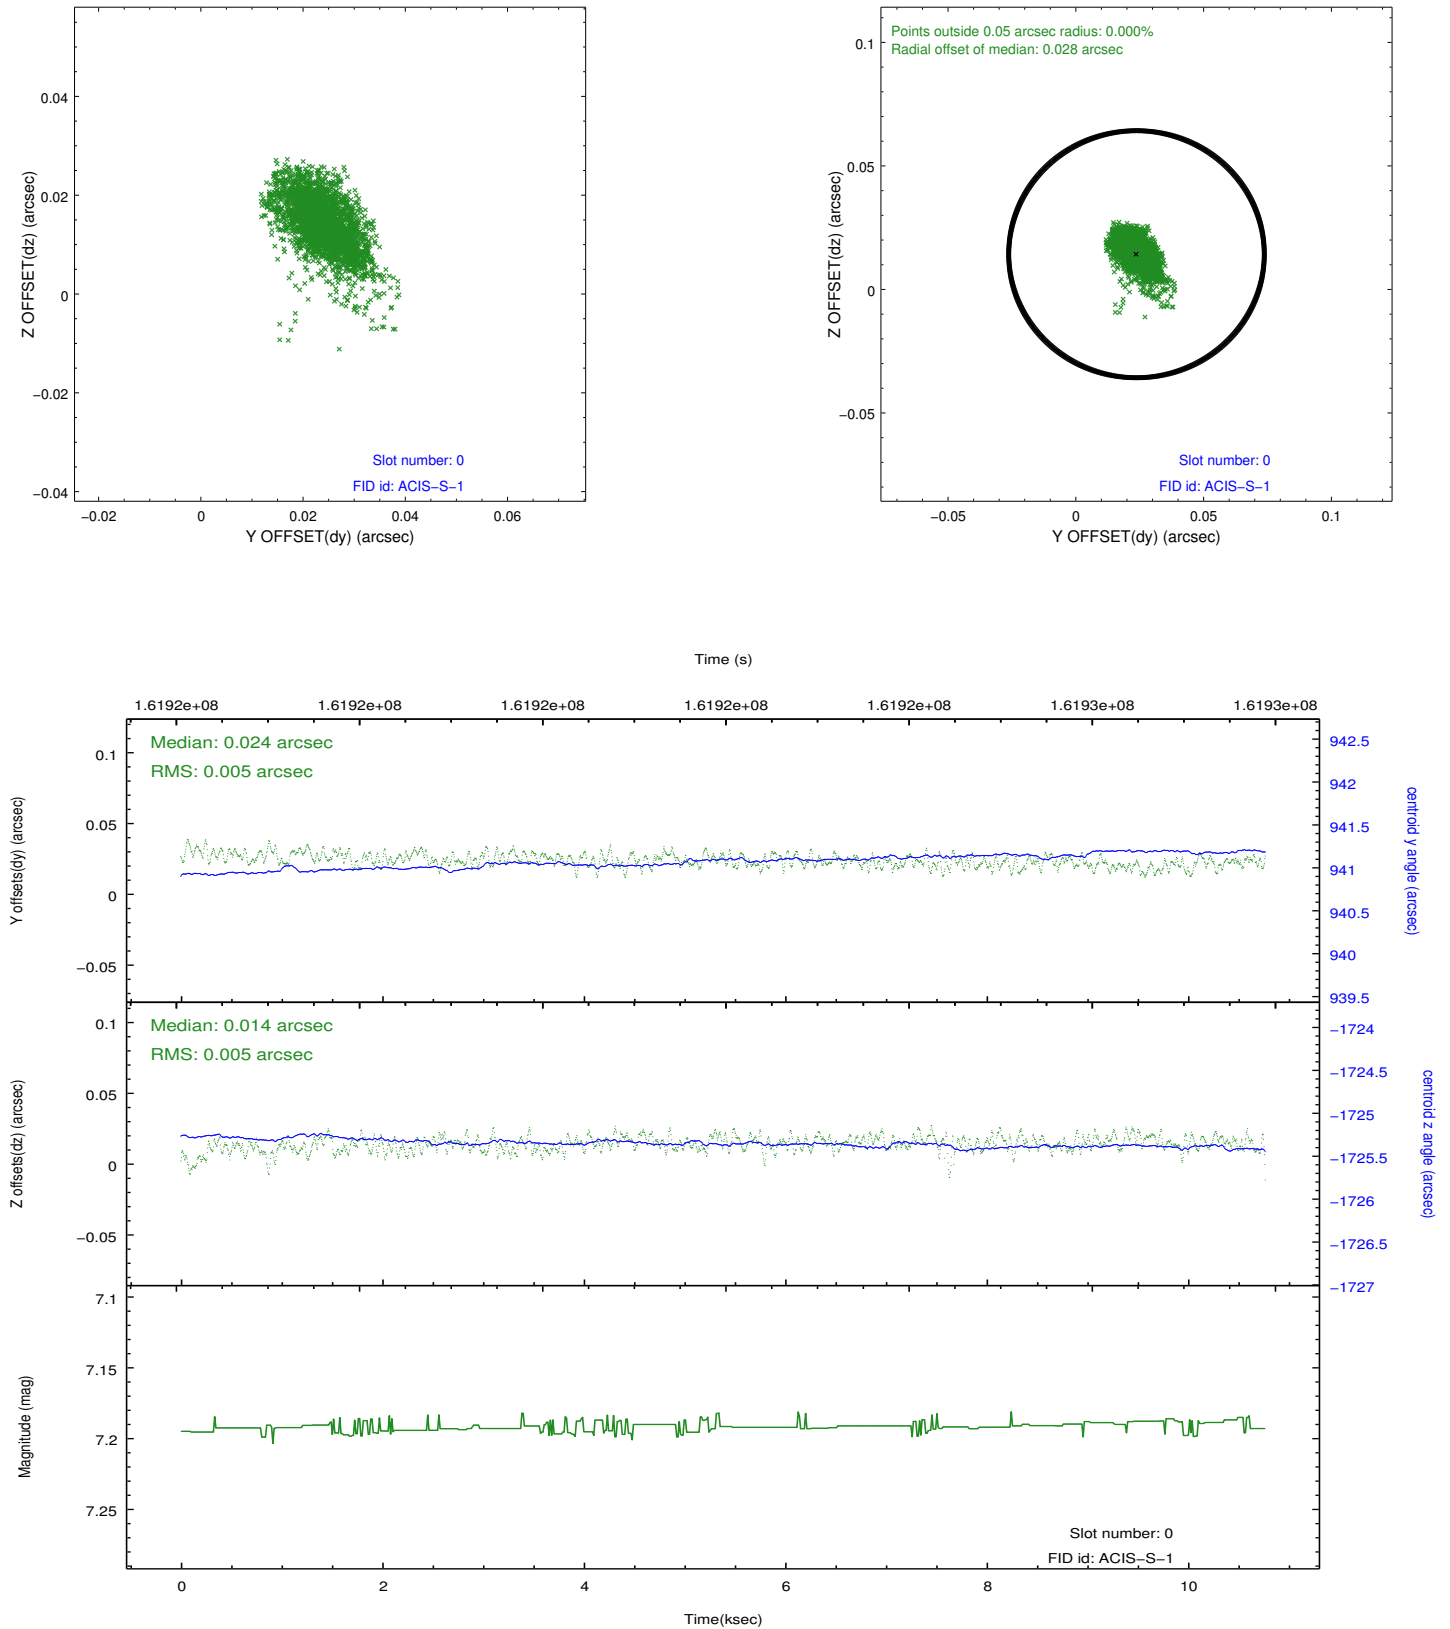 0.04
0.02
0
−0.02
−0.04
Z OFFSET(dz) (arcsec)
Slot number: 0
FID id: ACIS−S−1
−0.02
0
0.02
0.04
0.06
Y OFFSET(dy) (arcsec)
Points outside 0.05 arcsec radius: 0.000%
Radial offset of median: 0.028 arcsec
0.1
0.05
0
−0.05
Z OFFSET(dz) (arcsec)
Slot number: 0
FID id: ACIS−S−1
−0.05
0
0.05
0.1
Y OFFSET(dy) (arcsec)
Time (s)
1.6192e+08
1.6192e+08
1.6192e+08
1.6192e+08
1.6192e+08
1.6193e+08
1.6193e+08
Median: 0.024 arcsec
RMS: 0.005 arcsec
0.1
0.05
0
−0.05
Y offsets(dy) (arcsec)
942.5
942
941.5
941
940.5
940
939.5
centroid y angle (arcsec)
Median: 0.014 arcsec
RMS: 0.005 arcsec
0.1
0.05
0
−0.05
Z offsets(dz) (arcsec)
−1724
−1724.5
−1725
−1725.5
−1726
−1726.5
−1727
centroid z angle (arcsec)
7.1
7.15
7.2
7.25
Magnitude (mag)
Slot number: 0
FID id: ACIS−S−1
0
2
4
6
8
10
Time(ksec)